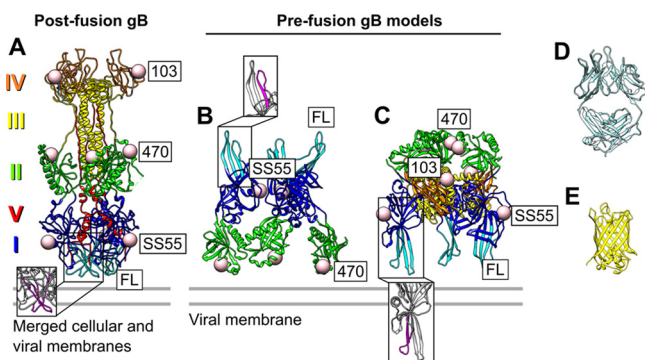 Post-fusion gB
Pre-fusion gB models
A
IV
103
III
II
470
V
I
SS55
FL
Merged cellular and
viral membranes
B
FL
SS55
470
Viral membrane
C
470
103
SS55
FL
D
E